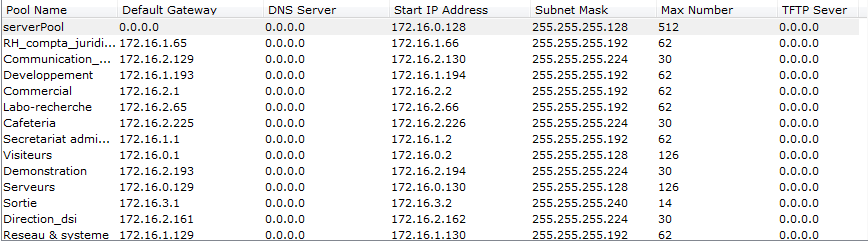 Pool Name Default Gateway DNS Server Start IP Address Subnet Mask Max Number TFTP Sever
serverPool 0.0.0.0 0.0.0.0 172.16.0.128 255.255.255.128 512 0.0.0.0
RH_compta_juridi... 172.16.1.65 0.0.0.0 172.16.1.66 255.255.255.192 62 0.0.0.0
Communication_... 172.16.2.129 0.0.0.0 172.16.2.130 255.255.255.224 30 0.0.0.0
Developpement 172.16.1.193 0.0.0.0 172.16.1.194 255.255.255.192 62 0.0.0.0
Commercial 172.16.2.1 0.0.0.0 172.16.2.2 255.255.255.192 62 0.0.0.0
Labo-recherche 172.16.2.65 0.0.0.0 172.16.2.66 255.255.255.192 62 0.0.0.0
Cafeteria 172.16.2.225 0.0.0.0 172.16.2.226 255.255.255.224 30 0.0.0.0
Secretariat admi... 172.16.1.1 0.0.0.0 172.16.1.2 255.255.255.192 62 0.0.0.0
Visiteurs 172.16.0.1 0.0.0.0 172.16.0.2 255.255.255.128 126 0.0.0.0
Demonstration 172.16.2.193 0.0.0.0 172.16.2.194 255.255.255.224 30 0.0.0.0
Serveurs 172.16.0.129 0.0.0.0 172.16.0.130 255.255.255.128 126 0.0.0.0
Sortie 172.16.3.1 0.0.0.0 172.16.3.2 255.255.255.240 14 0.0.0.0
Direction_dsi 172.16.2.161 0.0.0.0 172.16.2.162 255.255.255.224 30 0.0.0.0
Reseau & systeme 172.16.1.129 0.0.0.0 172.16.1.130 255.255.255.192 62 0.0.0.0